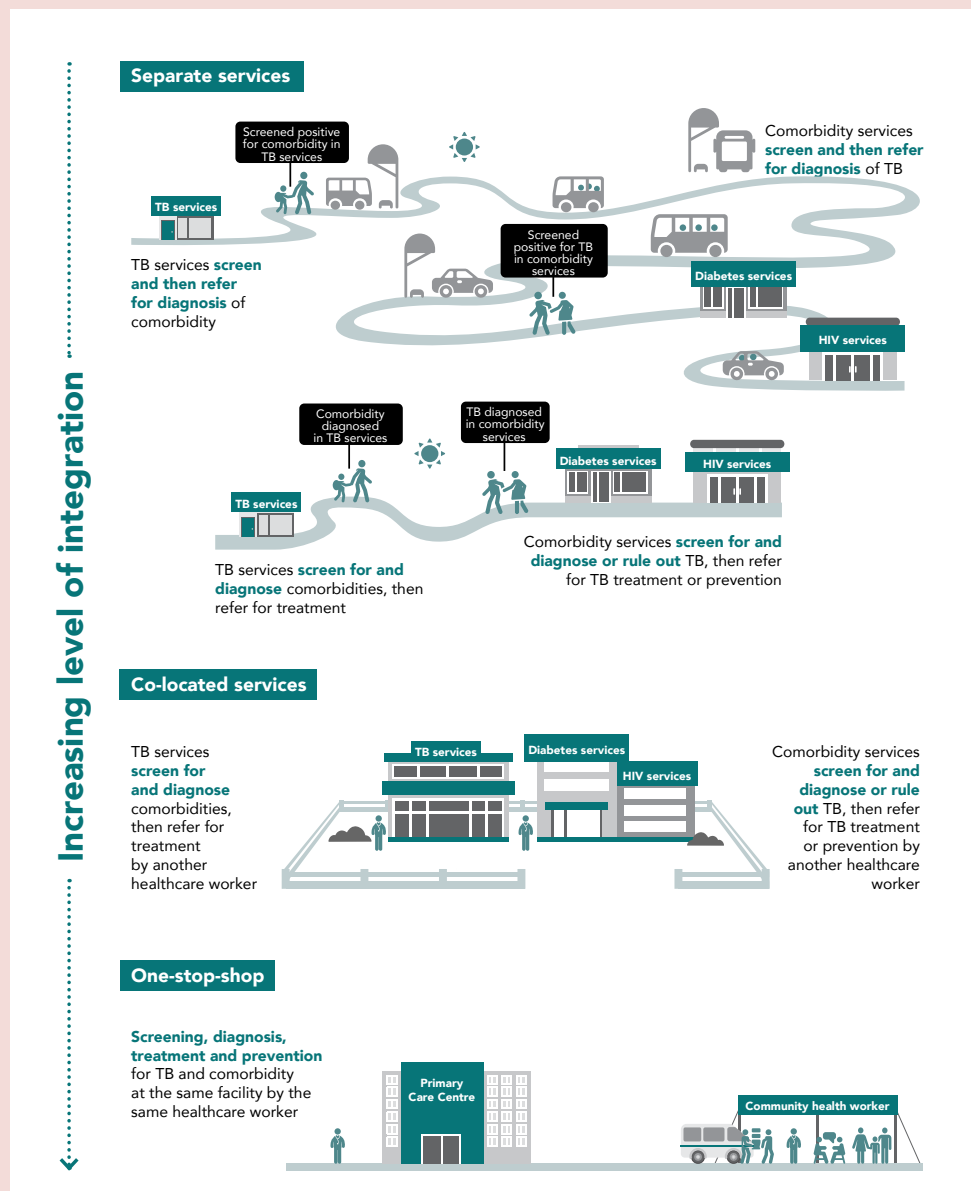 Increasing level of integration
Separate services
Screened positive
for comorbidity in
TB services
Comorbidity services
screen and then refer
for diagnosis of TB
TB services
TB services screen
and then refer
for diagnosis of
comorbidity
Screened
positive for TB
in comorbidity
services
Diabetes services
HIV services
Comorbidity
diagnosed
in TB services
TB diagnosed
in comorbidity
services
Diabetes services
HIV services
TB services
TB services screen for and
diagnose comorbidities, then
refer for treatment
Comorbidity services screen for and
diagnose or rule out TB, then refer
for TB treatment or prevention
Co-located services
TB services
screen for
and diagnose
comorbidities,
then refer for
treatment
by another
healthcare worker
TB services
Diabetes services
HIV services
Comorbidity services
screen for and
diagnose or rule
out TB, then refer
for TB treatment
or prevention by
another healthcare
worker
One-stop-shop
Screening, diagnosis,
treatment and prevention
for TB and comorbidity
at the same facility by the
same healthcare worker
Primary
Care Centre
Community health worker